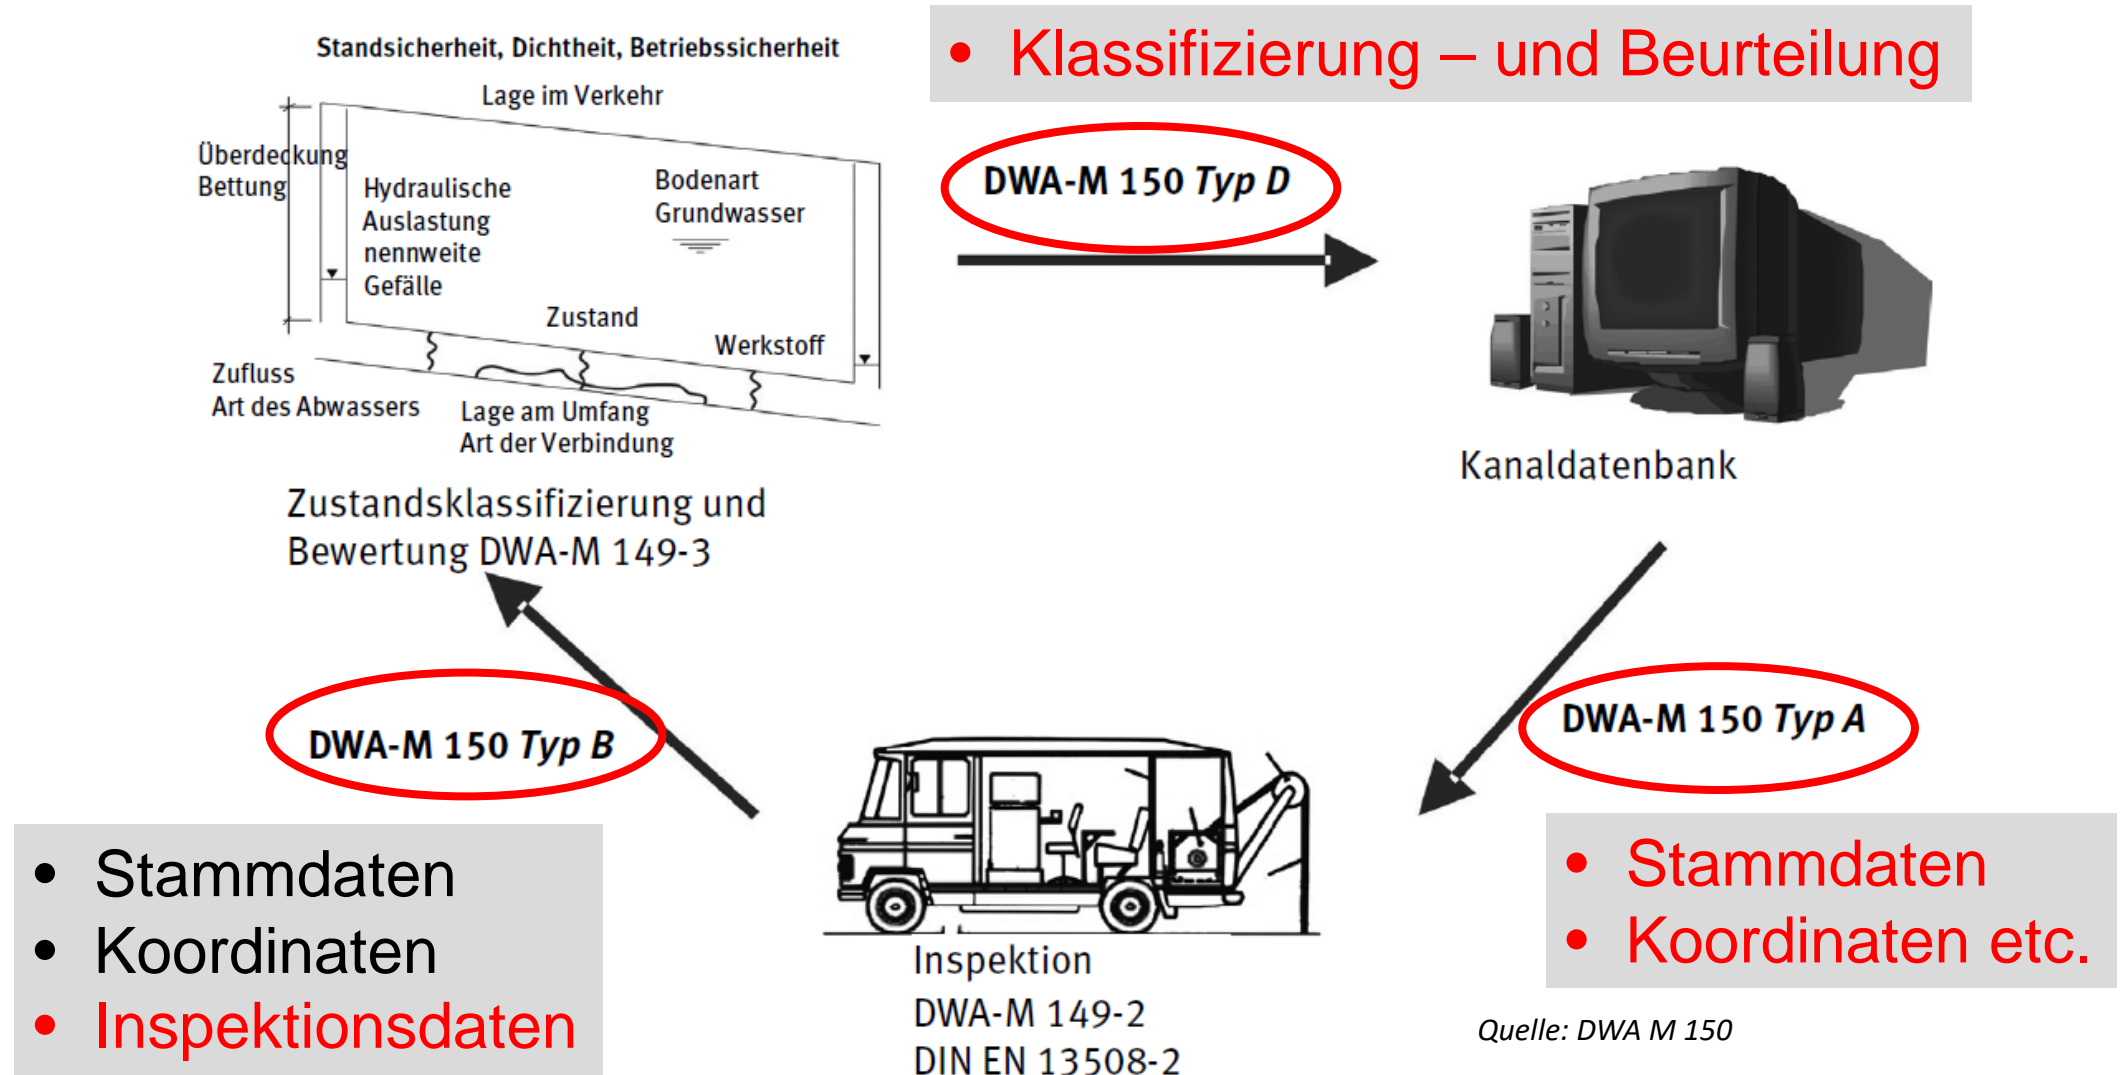 Standsicherheit, Dichtheit, Betriebssicherheit
Lage im Verkehr
Überdeckung
Bettung
Hydraulische
Auslastung
nennweite
Gefälle
Bodenart
Grundwasser
Zustand
Werkstoff
Zufluss
Art des Abwassers
Lage am Umfang
Art der Verbindung
Zustandsklassifizierung und
Bewertung DWA-M 149-3
• Klassifizierung – und Beurteilung
DWA-M 150 Typ D
Kanaldatenbank
DWA-M 150 Typ A
• Stammdaten
• Koordinaten etc.
Inspektion
DWA-M 149-2
DIN EN 13508-2
DWA-M 150 Typ B
• Stammdaten
• Koordinaten
• Inspektionsdaten
Quelle: DWA M 150